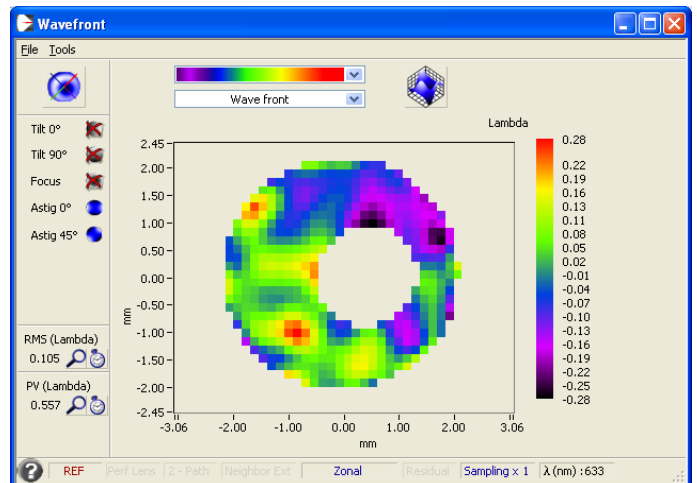 Wavefront
File Tools
Wave front
Lambda
Tilt 0°
Tilt 90°
Focus
Astig 0°
Astig 45°
RMS (Lambda)
0.105
PV (Lambda)
0.557
2.45
2.00
1.50
1.00
0.50
0.00
-0.50
-1.00
-1.50
-2.00
-2.45
mm
-3.06 -2.00 -1.00 0.00 1.00 2.00 3.06
mm
0.28
0.22
0.19
0.16
0.13
0.11
0.08
0.05
0.02
-0.01
-0.04
-0.07
-0.10
-0.13
-0.16
-0.19
-0.22
-0.25
-0.28
? REF Perf Lens 2 - Path Neighbor Ext Zonal Residual Sampling x 1 λ (nm) :633